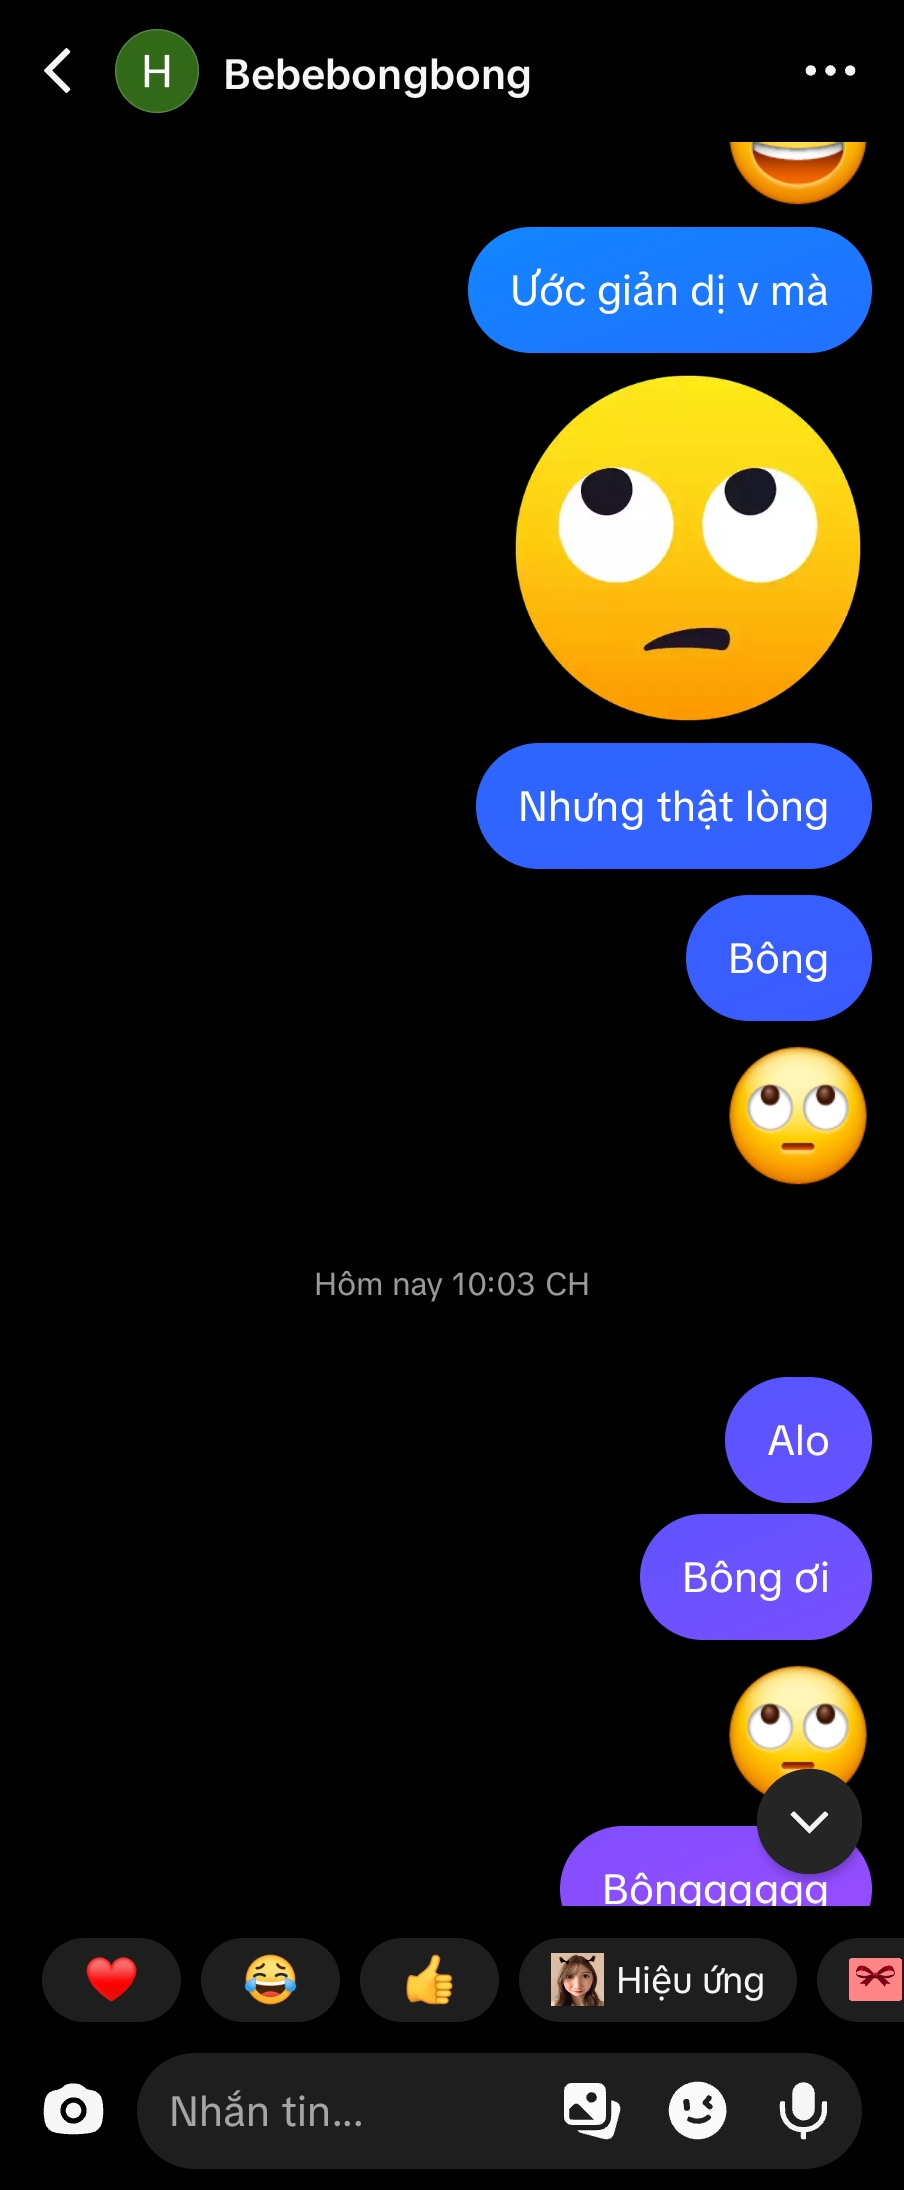 H
Bebebongbong
Ước giản dị v mà
Nhưng thật lòng
Bông
Hôm nay 10:03 CH
Alo
Bông ơi
Bônggggggg
Hiệu ứng
Nhắn tin...